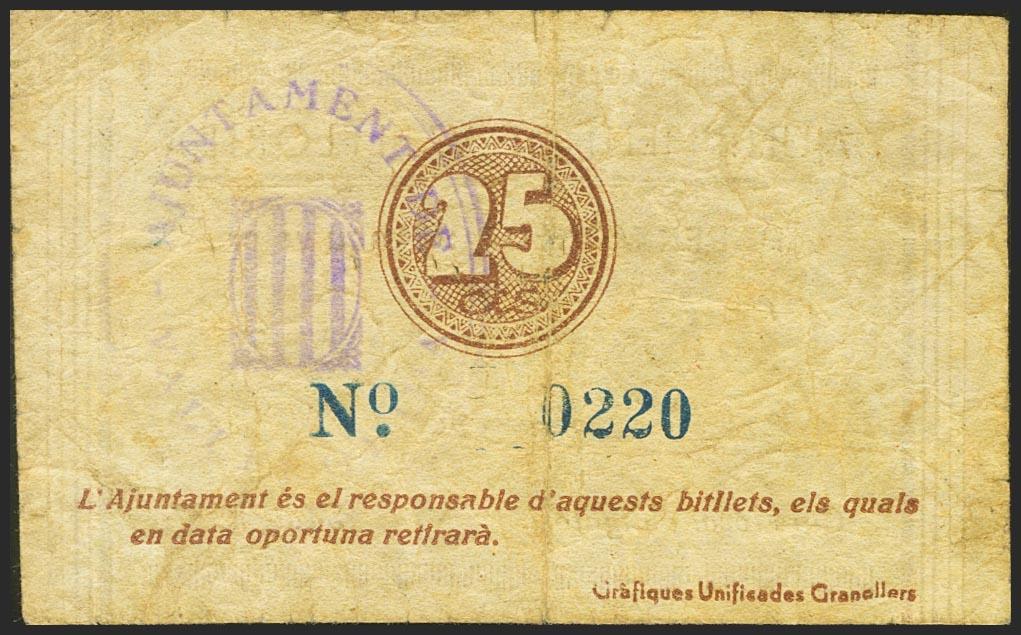 AJUNTAMENT
25
cts
Nº. 0220
L'Ajuntament és el responsable d'aquests bitllets, els quals
en data oportuna retirarà.
Gràfiques Unificades Granollers